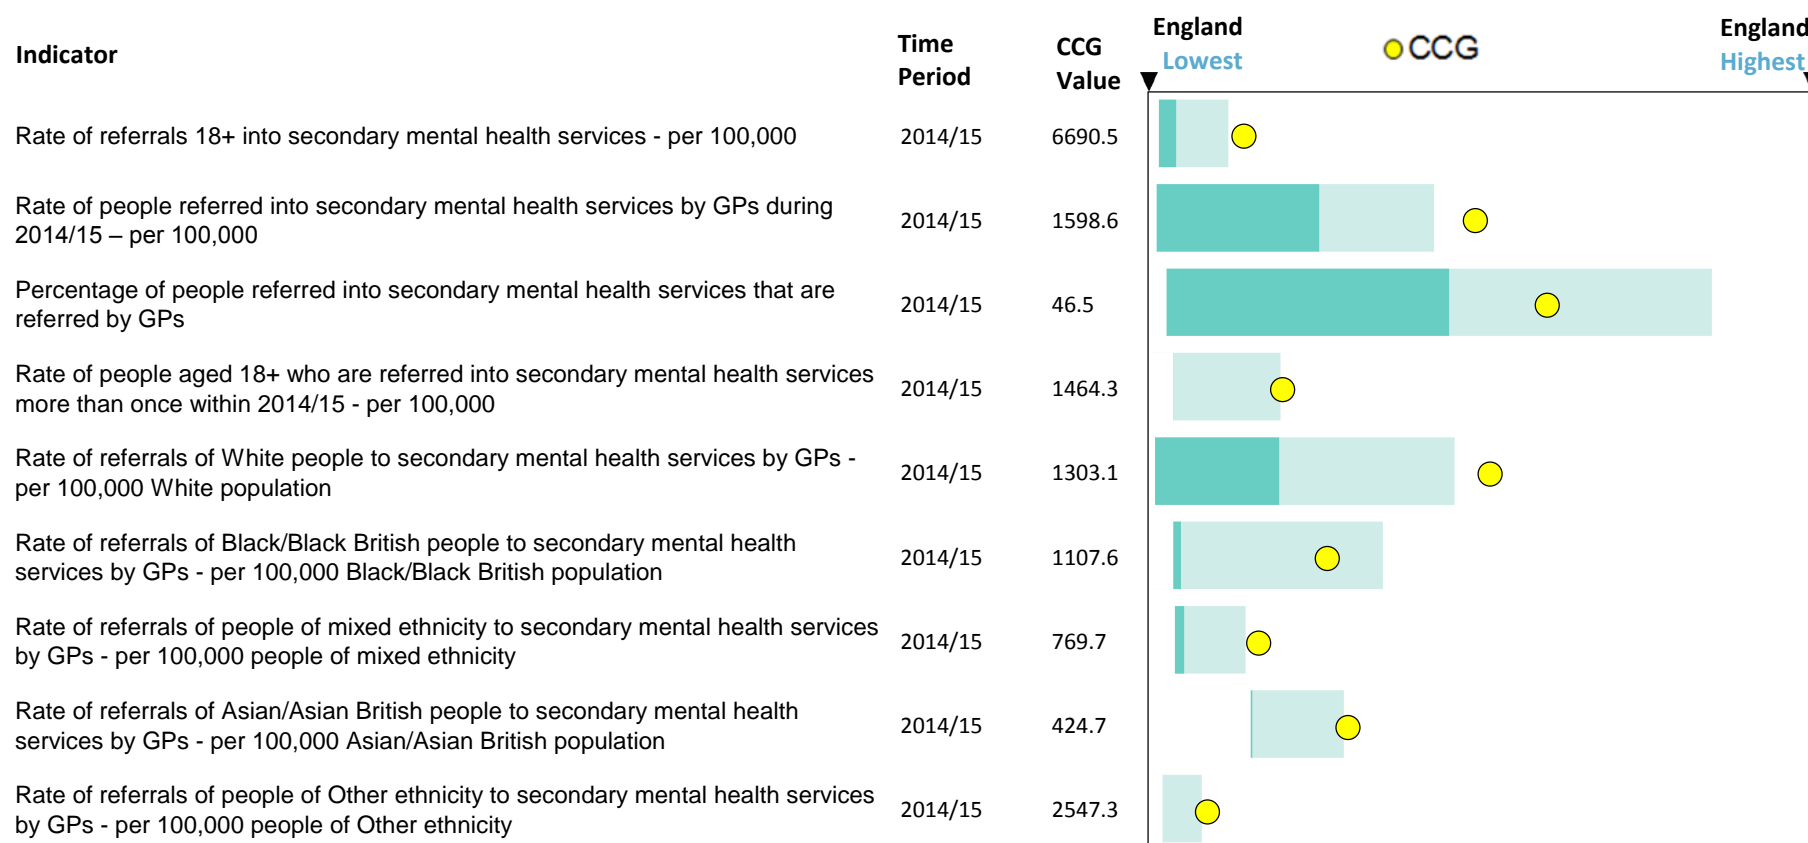 Indicator
Time
Period
CCG
Value
England
Lowest
CCG
England
Highest
Rate of referrals 18+ into secondary mental health services - per 100,000
2014/15
6690.5
Rate of people referred into secondary mental health services by GPs during
2014/15 – per 100,000
2014/15
1598.6
Percentage of people referred into secondary mental health services that are
referred by GPs
2014/15
46.5
Rate of people aged 18+ who are referred into secondary mental health services
more than once within 2014/15 - per 100,000
2014/15
1464.3
Rate of referrals of White people to secondary mental health services by GPs -
per 100,000 White population
2014/15
1303.1
Rate of referrals of Black/Black British people to secondary mental health
services by GPs - per 100,000 Black/Black British population
2014/15
1107.6
Rate of referrals of people of mixed ethnicity to secondary mental health services
by GPs - per 100,000 people of mixed ethnicity
2014/15
769.7
Rate of referrals of Asian/Asian British people to secondary mental health
services by GPs - per 100,000 Asian/Asian British population
2014/15
424.7
Rate of referrals of people of Other ethnicity to secondary mental health services
by GPs - per 100,000 people of Other ethnicity
2014/15
2547.3